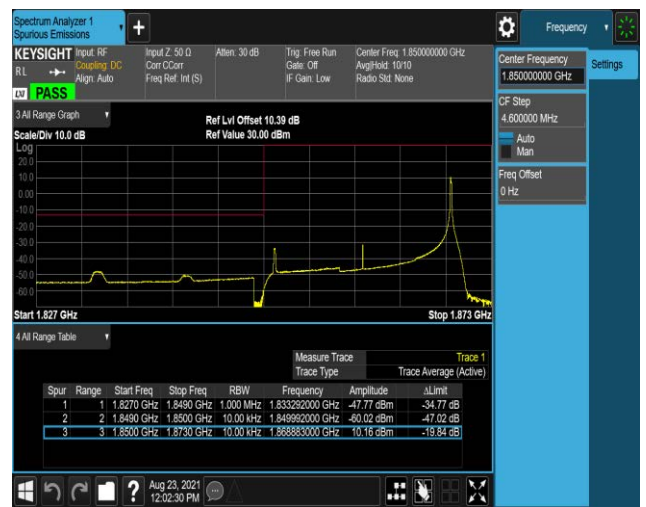 Spectrum Analyzer 1
Spurious Emissions
Frequency
KEYSIGHT Input: RF Input Z: 50 Ω Atten: 30 dB Trig: Free Run Center Freq: 1.850000000 GHz
RL Coupling: DC Corr CCorr Gate: Off Avg|Hold: 10/10
Align: Auto Freq Ref: Int (S) IF Gain: Low Radio Std: None
LXI PASS
Center Frequency
1.850000000 GHz
Settings
CF Step
4.600000 MHz
Auto
Man
Freq Offset
0 Hz
3 All Range Graph
Ref Lvl Offset 10.39 dB
Scale/Div 10.0 dB Ref Value 30.00 dBm
Log
20.0
10.0
0.00
-10.0
-20.0
-30.0
-40.0
-50.0
-60.0
Start 1.827 GHz Stop 1.873 GHz
4 All Range Table
Measure Trace Trace 1
Trace Type Trace Average (Active)
Spur Range Start Freq Stop Freq RBW Frequency Amplitude ΔLimit
1 1 1.8270 GHz 1.8490 GHz 1.000 MHz 1.833292000 GHz -47.77 dBm -34.77 dB
2 2 1.8490 GHz 1.8500 GHz 10.00 kHz 1.849992000 GHz -60.02 dBm -47.02 dB
3 3 1.8500 GHz 1.8730 GHz 10.00 kHz 1.868883000 GHz 10.16 dBm -19.84 dB
Aug 23, 2021
12:02:30 PM